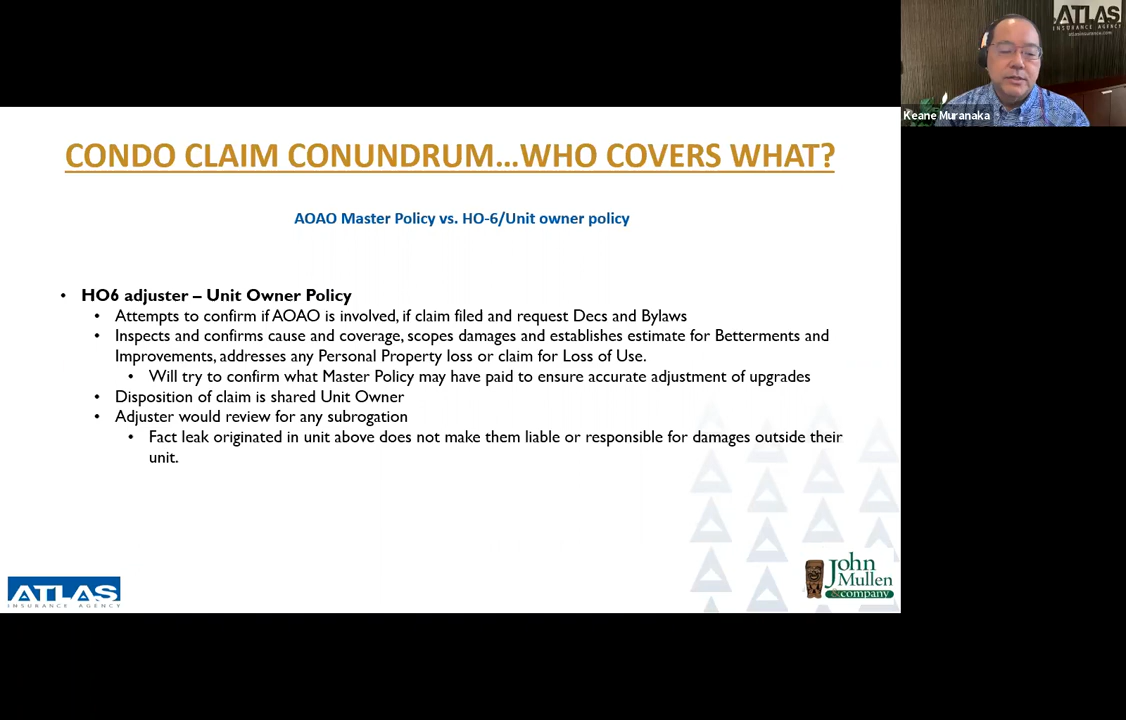 ATLAS
INSURANCE AGENCY
atlasinsurance.com
Keane Muranaka
CONDO CLAIM CONUNDRUM...WHO COVERS WHAT?
AOAO Master Policy vs. HO-6/Unit owner policy
• HO6 adjuster – Unit Owner Policy
• Attempts to confirm if AOAO is involved, if claim filed and request Decs and Bylaws
• Inspects and confirms cause and coverage, scopes damages and establishes estimate for Betterments and
Improvements, addresses any Personal Property loss or claim for Loss of Use.
• Will try to confirm what Master Policy may have paid to ensure accurate adjustment of upgrades
• Disposition of claim is shared Unit Owner
• Adjuster would review for any subrogation
• Fact leak originated in unit above does not make them liable or responsible for damages outside their
unit.
ATLAS
INSURANCE AGENCY
John
Mullen
& company